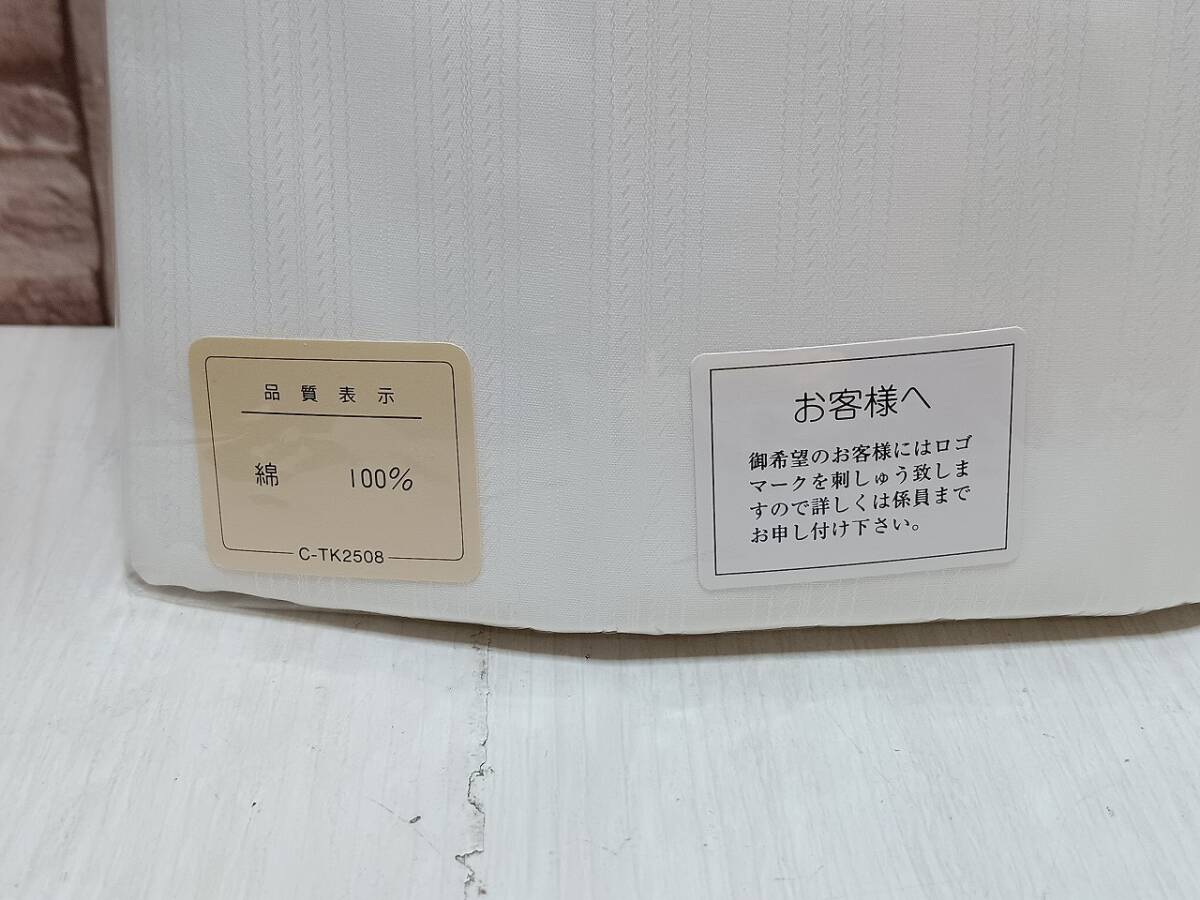 品質表示
綿 100%
C-TK2508
お客様へ
御希望のお客様にはロゴ
マークを刺しゅう致しま
すので詳しくは係員まで
お申し付け下さい。